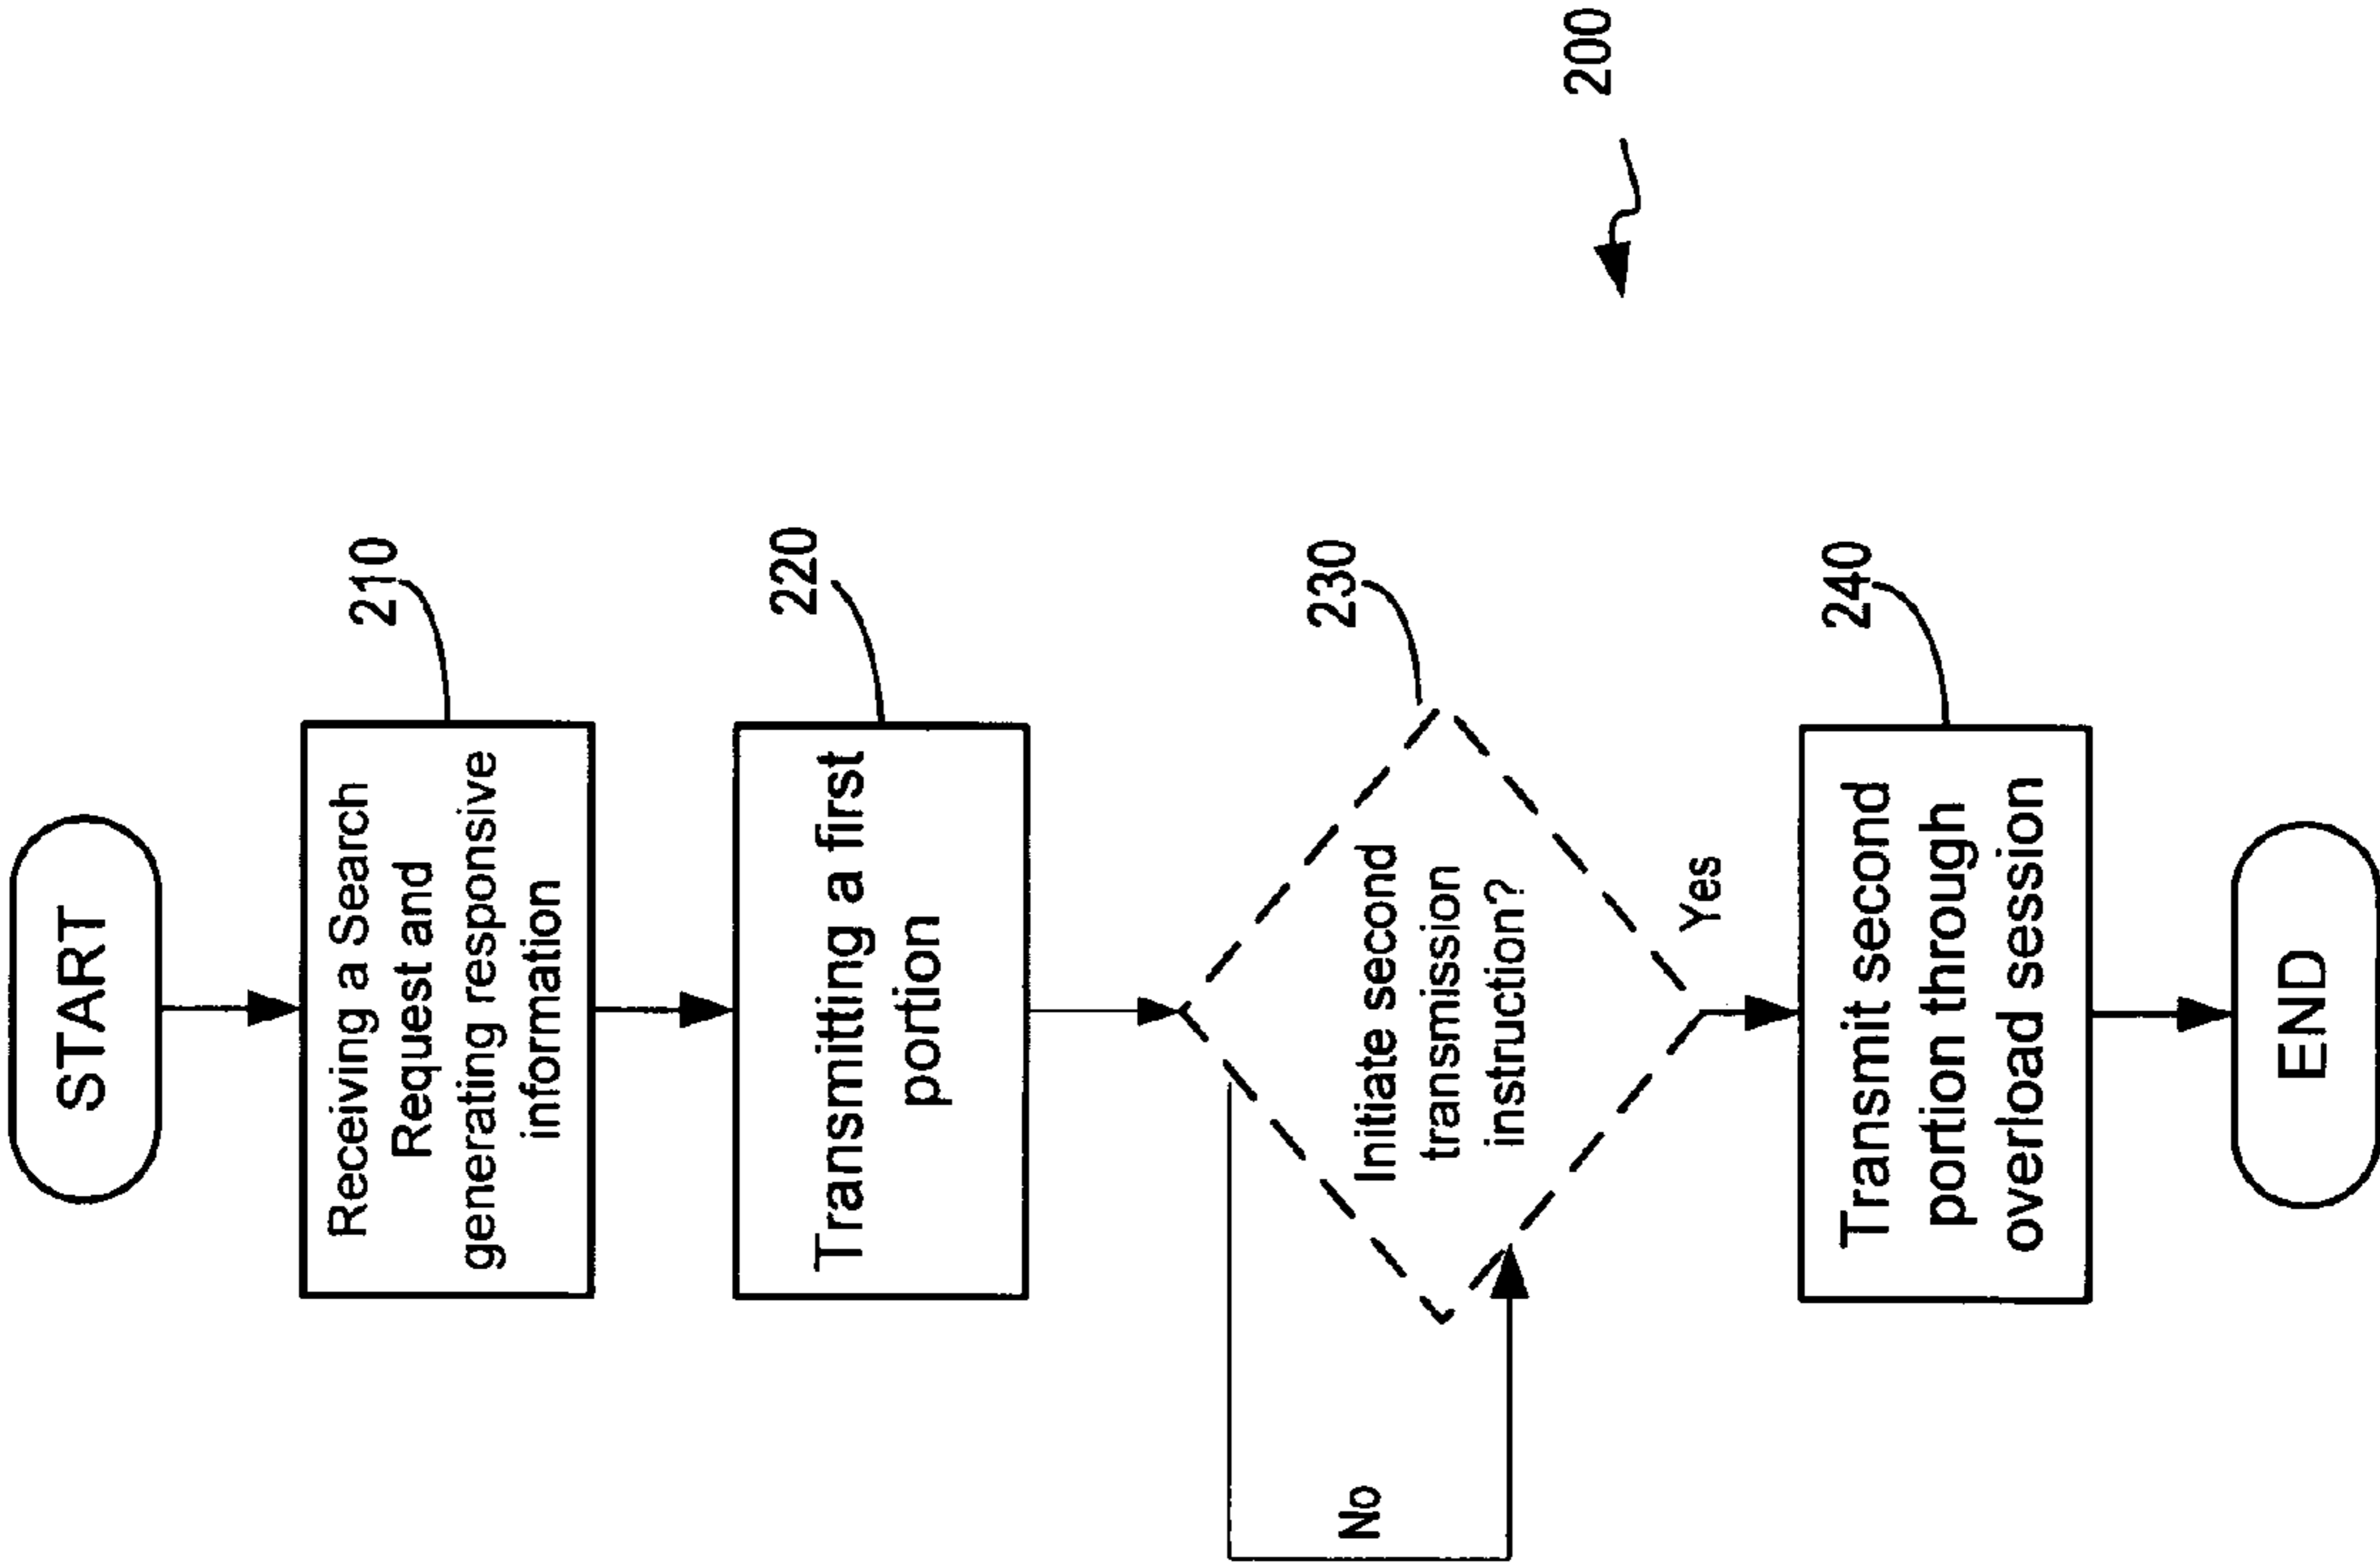 START
Receiving a Search
Request and
generating responsive
information
210
Transmitting a first
portion
220
Initiate second
transmission
instruction?
230
No
Yes
Transmit second
portion through
overload session
240
END
200